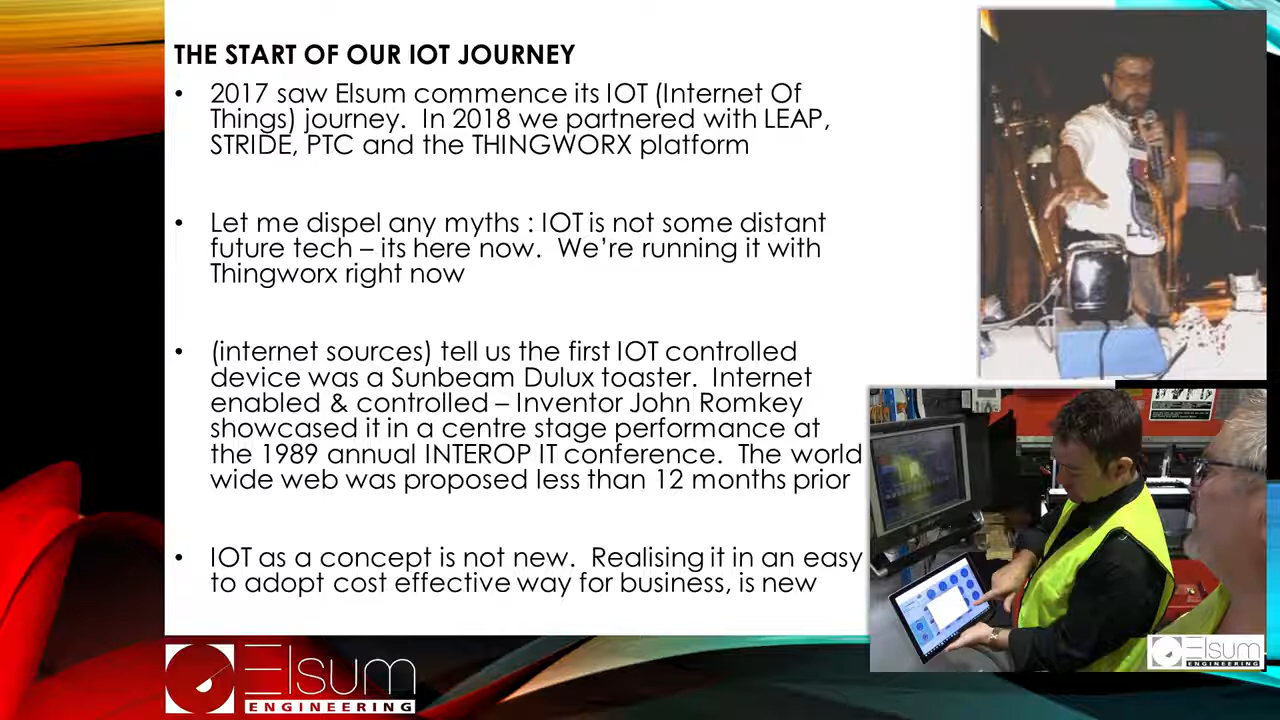 THE START OF OUR IOT JOURNEY
• 2017 saw Elsum commence its IOT (Internet Of
Things) journey. In 2018 we partnered with LEAP,
STRIDE, PTC and the THINGWORX platform
• Let me dispel any myths : IOT is not some distant
future tech – its here now. We’re running it with
Thingworx right now
• (internet sources) tell us the first IOT controlled
device was a Sunbeam Dulux toaster. Internet
enabled & controlled – Inventor John Romkey
showcased it in a centre stage performance at
the 1989 annual INTEROP IT conference. The world
wide web was proposed less than 12 months prior
• IOT as a concept is not new. Realising it in an easy
to adopt cost effective way for business, is new
Elsum
ENGINEERING
Elsum
ENGINEERING